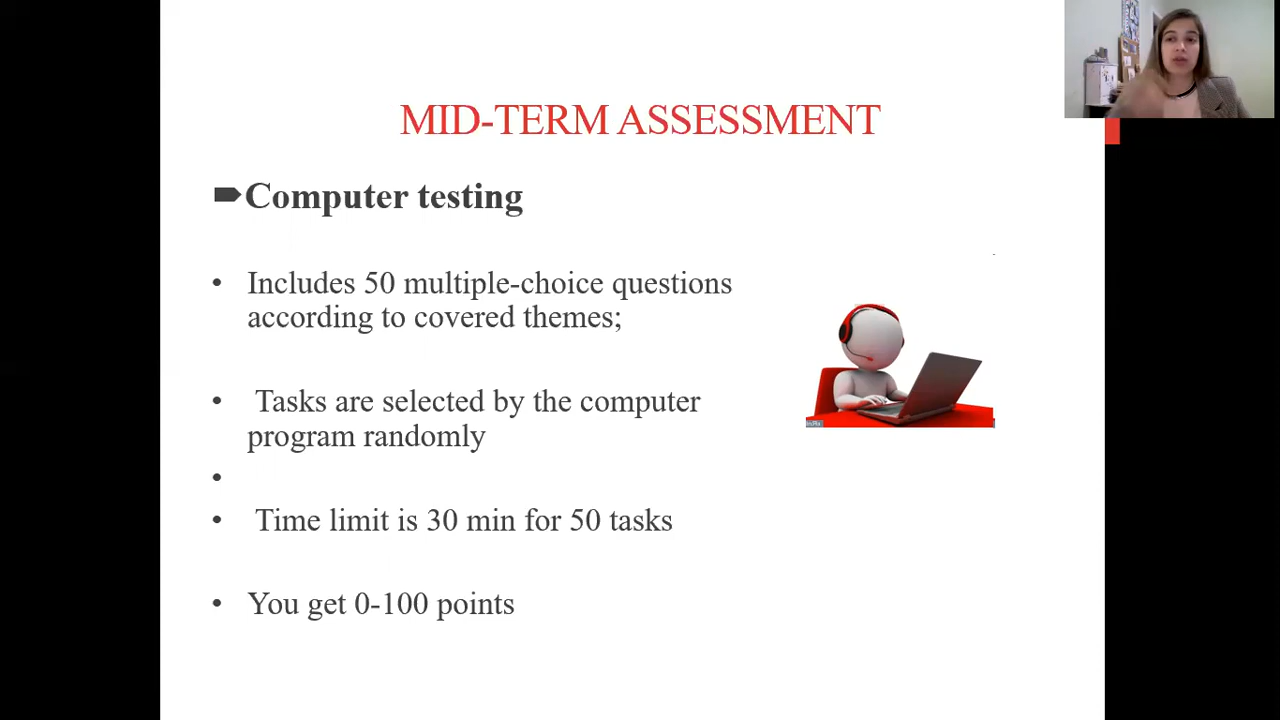 MID-TERM ASSESSMENT
Computer testing
• Includes 50 multiple-choice questions
according to covered themes;
• Tasks are selected by the computer
program randomly
•
• Time limit is 30 min for 50 tasks
• You get 0-100 points